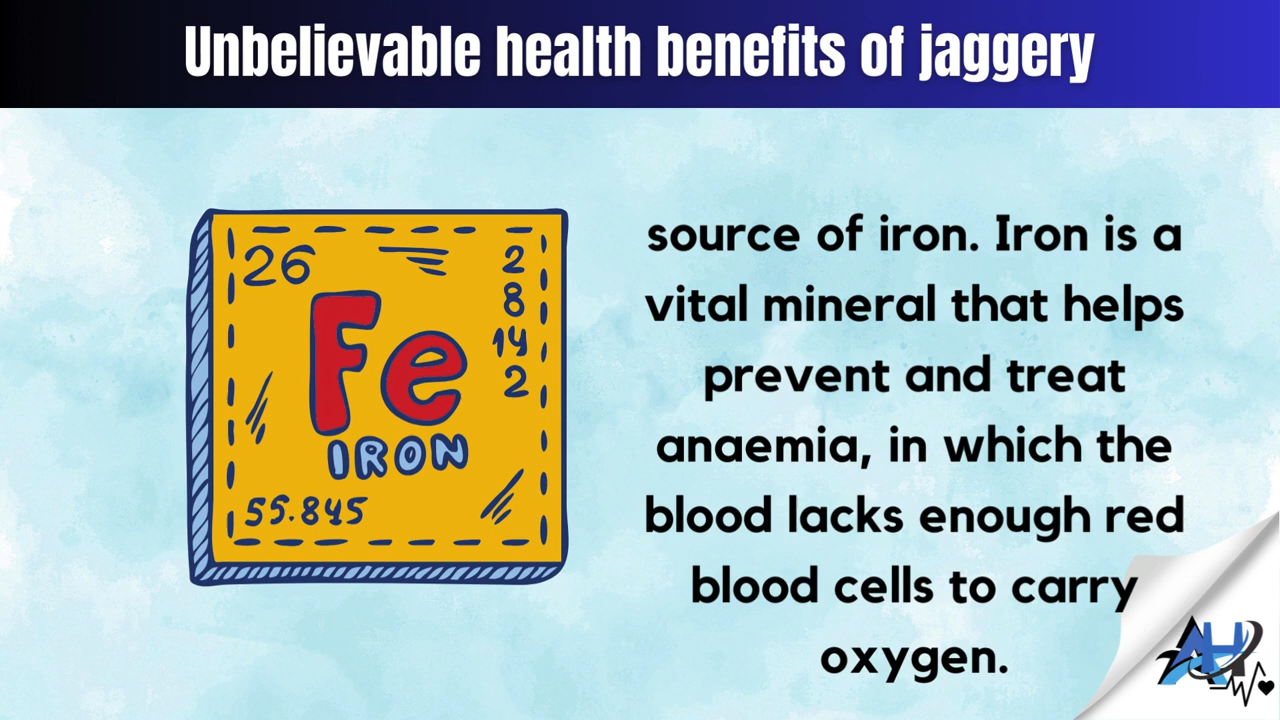 Unbelievable health benefits of jaggery
26
2
8
14
2
Fe
IRON
55.845
source of iron. Iron is a
vital mineral that helps
prevent and treat
anaemia, in which the
blood lacks enough red
blood cells to carry
oxygen.
AH